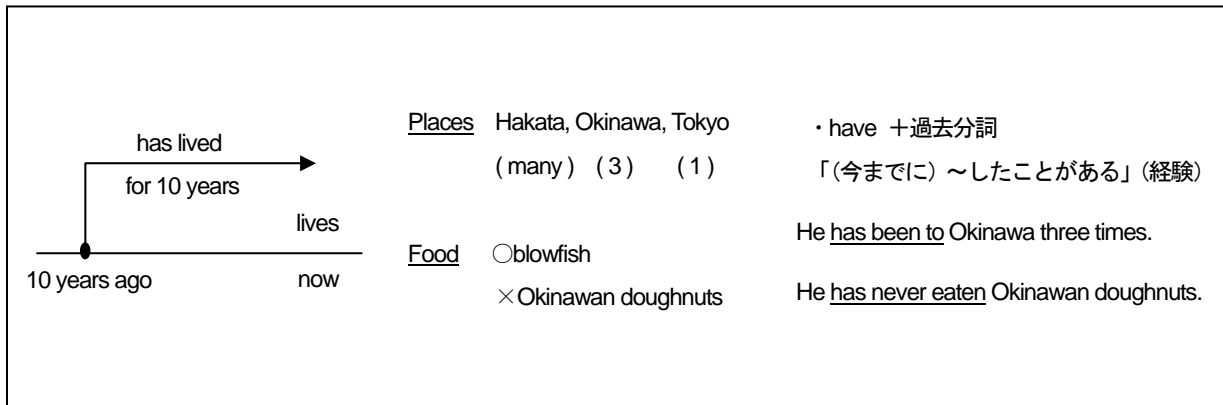 has lived
for 10 years
lives
10 years ago
now
Places Hakata, Okinawa, Tokyo
( many ) ( 3 ) ( 1 )
Food ○blowfish
×Okinawan doughnuts
・have ＋過去分詞
「（今までに）～したことがある」（経験）
He has been to Okinawa three times.
He has never eaten Okinawan doughnuts.